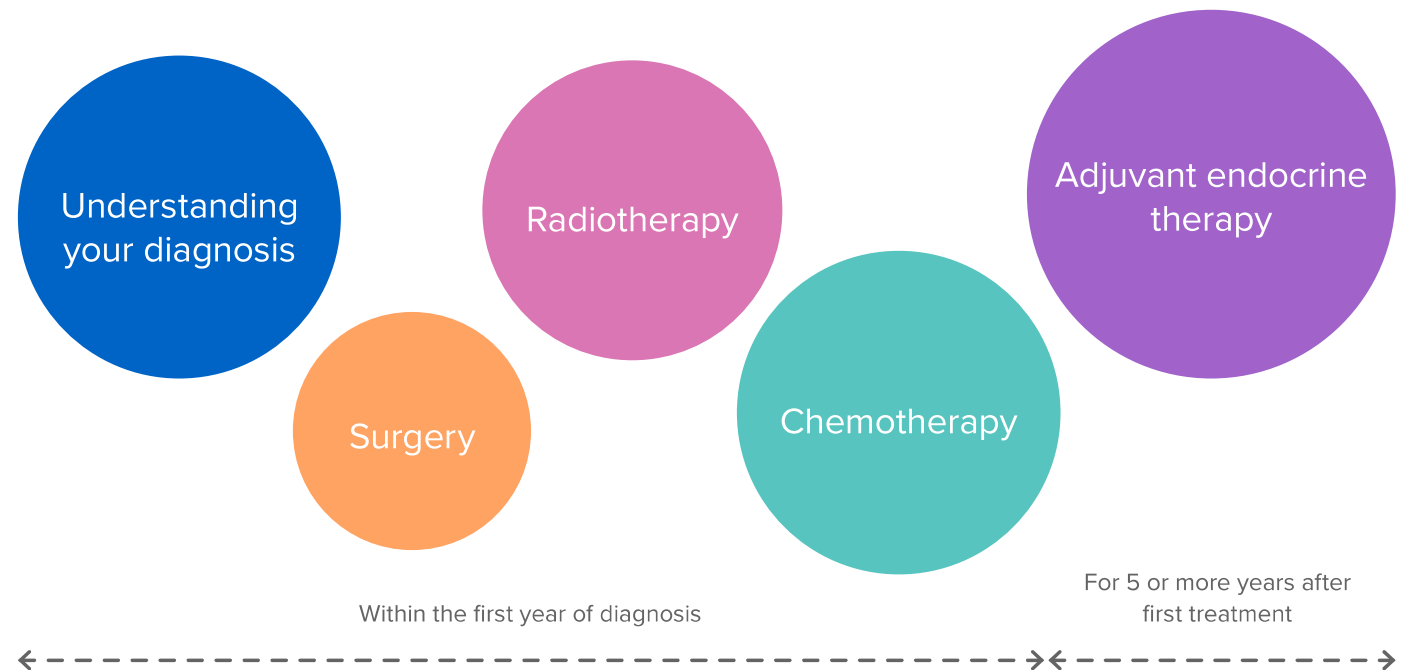 Understanding
your diagnosis
Surgery
Radiotherapy
Chemotherapy
Adjuvant endocrine
therapy
Within the first year of diagnosis
For 5 or more years after
first treatment